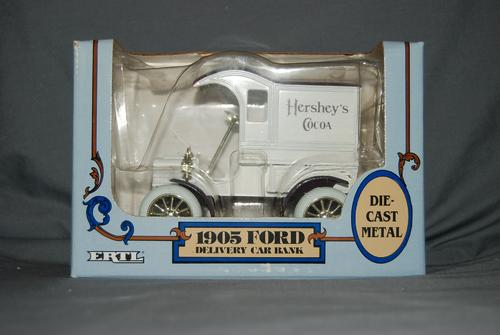 Hershey's
COCOA
DIE-
CAST
METAL
1905 FORD
DELIVERY CAR BANK
ERTL